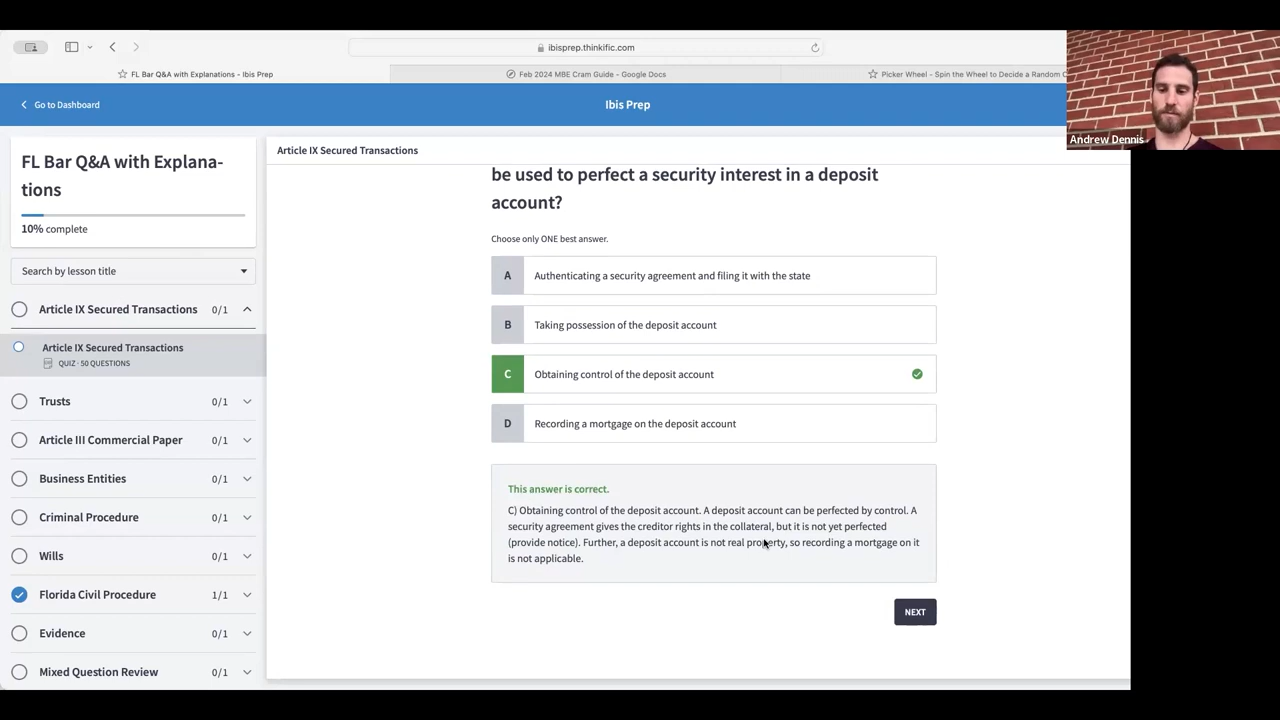 ibisprep.thinkific.com
FL Bar Q&A with Explanations - Ibis Prep
Feb 2024 MBE Cram Guide - Google Docs
Picker Wheel - Spin the Wheel to Decide a Random C
Andrew Dennis
Go to Dashboard
Ibis Prep
FL Bar Q&A with Explana-
tions
10% complete
Search by lesson title
Article IX Secured Transactions 0/1
Article IX Secured Transactions
QUIZ · 50 QUESTIONS
Trusts 0/1
Article III Commercial Paper 0/1
Business Entities 0/1
Criminal Procedure 0/1
Wills 0/1
Florida Civil Procedure 1/1
Evidence 0/1
Mixed Question Review 0/1
Article IX Secured Transactions
be used to perfect a security interest in a deposit
account?
Choose only ONE best answer.
A Authenticating a security agreement and filing it with the state
B Taking possession of the deposit account
C Obtaining control of the deposit account
D Recording a mortgage on the deposit account
This answer is correct.
C) Obtaining control of the deposit account. A deposit account can be perfected by control. A
security agreement gives the creditor rights in the collateral, but it is not yet perfected
(provide notice). Further, a deposit account is not real property, so recording a mortgage on it
is not applicable.
NEXT